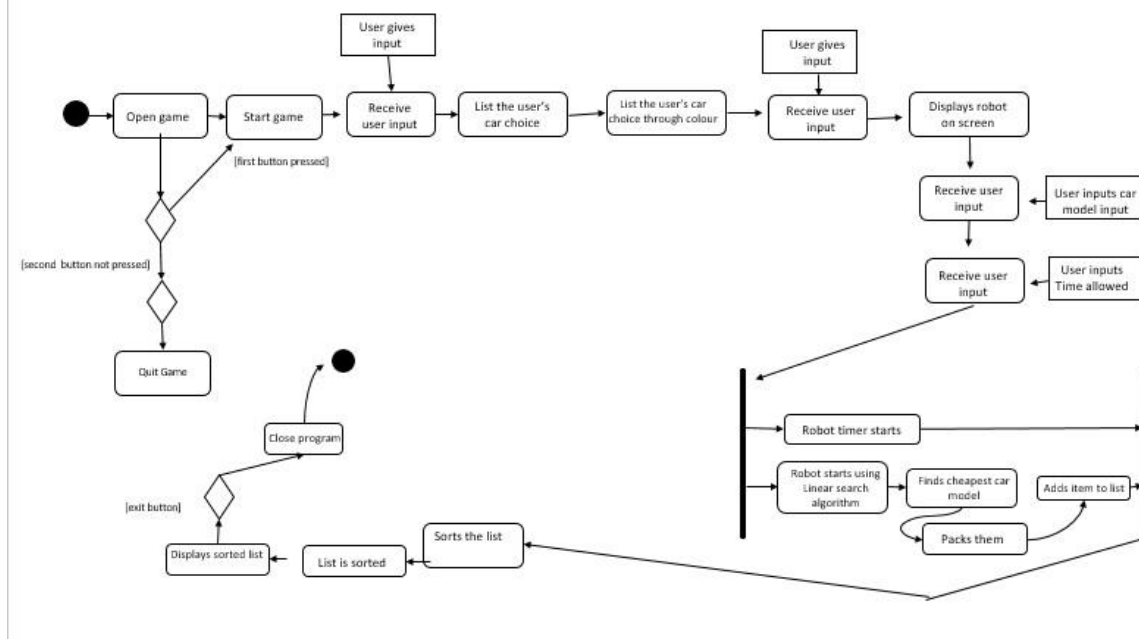 User gives
input
User gives
input
Open game
Start game
Receive
user input
List the user's
car choice
List the user's car
choice through colour
Receive user
input
Displays robot
on screen
[first button pressed]
Receive user
input
User inputs car
model input
[second button not pressed]
Receive user
input
User inputs
Time allowed
Quit Game
Close program
Robot timer starts
Robot starts using
Linear search
algorithm
Finds cheapest car
model
Adds item to list
[exit button]
Packs them
Sorts the list
List is sorted
Displays sorted list